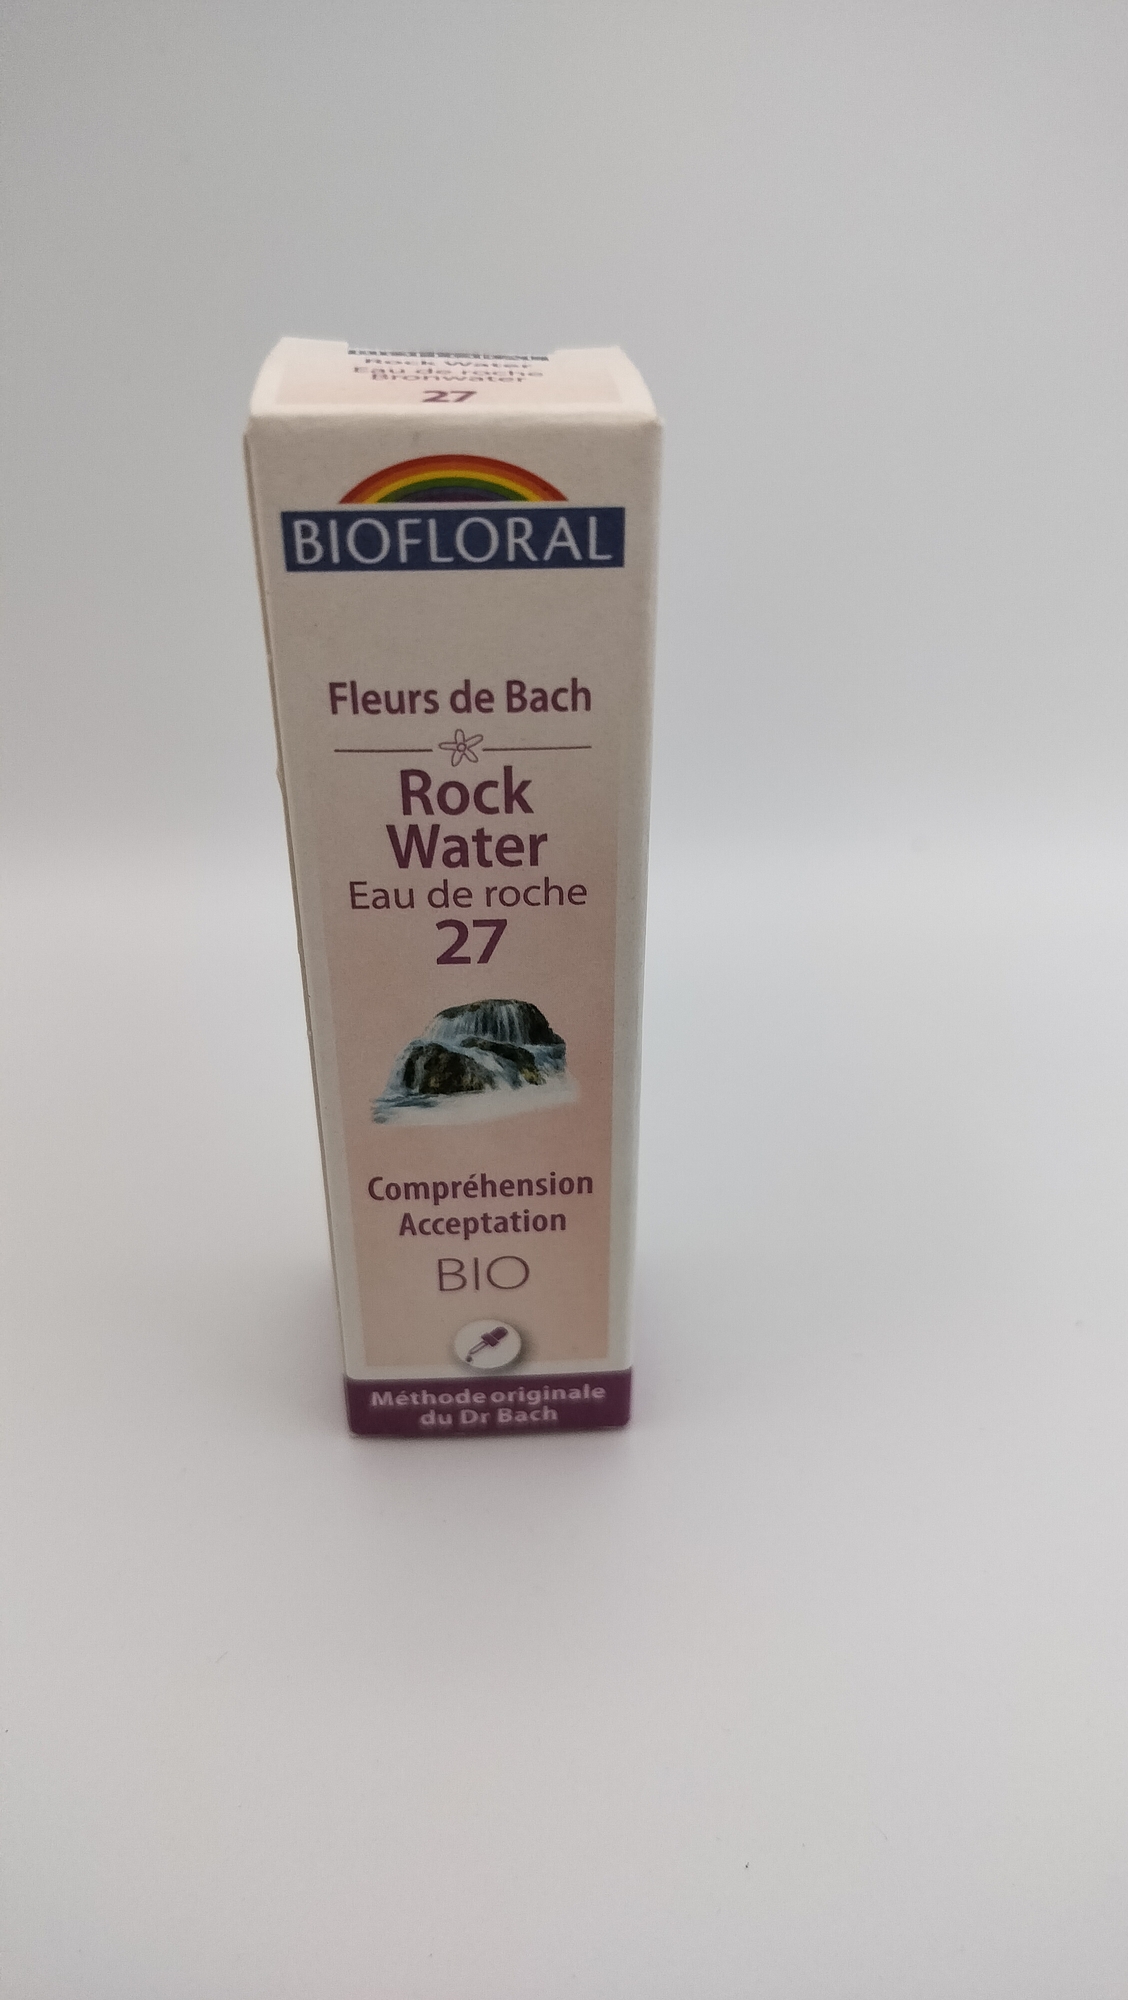 Rock Water
Eau de roche
Bronwater
27
BIOFLORAL
Fleurs de Bach
Rock
Water
Eau de roche
27
Compréhension
Acceptation
BIO
Méthode originale
du Dr Bach